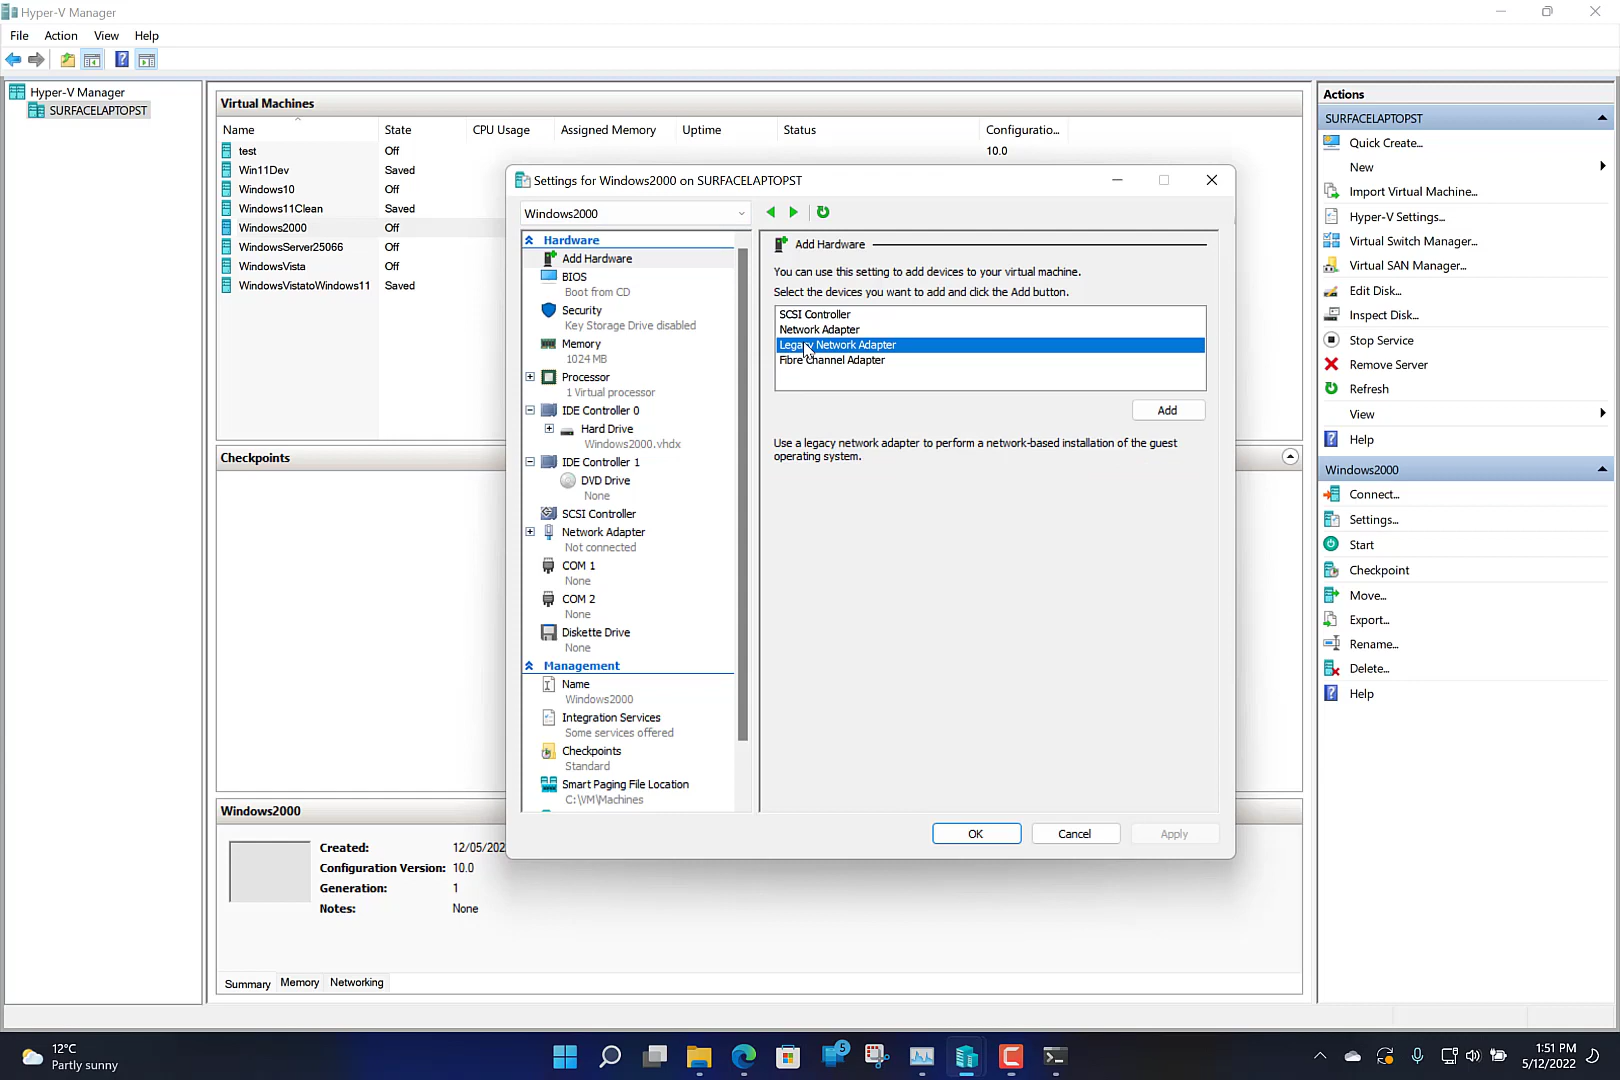 Hyper-V Manager
File Action View Help
Hyper-V Manager
SURFACELAPTOPST
Virtual Machines
Name State CPU Usage Assigned Memory Uptime Status Configuratio...
test Off 10.0
Win11Dev Saved
Windows10 Off
Windows11Clean Saved
Windows2000 Off
WindowsServer25066 Off
WindowsVista Off
WindowsVistatoWindows11 Saved
Checkpoints
Windows2000
Created: 12/05/202
Configuration Version: 10.0
Generation: 1
Notes: None
Summary Memory Networking
Settings for Windows2000 on SURFACELAPTOPST
Windows2000
Hardware
Add Hardware
BIOS
Boot from CD
Security
Key Storage Drive disabled
Memory
1024 MB
Processor
1 Virtual processor
IDE Controller 0
Hard Drive
Windows2000.vhdx
IDE Controller 1
DVD Drive
None
SCSI Controller
Network Adapter
Not connected
COM 1
None
COM 2
None
Diskette Drive
None
Management
Name
Windows2000
Integration Services
Some services offered
Checkpoints
Standard
Smart Paging File Location
C:\VM\Machines
Add Hardware
You can use this setting to add devices to your virtual machine.
Select the devices you want to add and click the Add button.
SCSI Controller
Network Adapter
Legacy Network Adapter
Fibre Channel Adapter
Add
Use a legacy network adapter to perform a network-based installation of the guest
operating system.
OK Cancel Apply
Actions
SURFACELAPTOPST
Quick Create...
New
Import Virtual Machine...
Hyper-V Settings...
Virtual Switch Manager...
Virtual SAN Manager...
Edit Disk...
Inspect Disk...
Stop Service
Remove Server
Refresh
View
Help
Windows2000
Connect...
Settings...
Start
Checkpoint
Move...
Export...
Rename...
Delete...
Help
12°C
Partly sunny
5
1:51 PM
5/12/2022